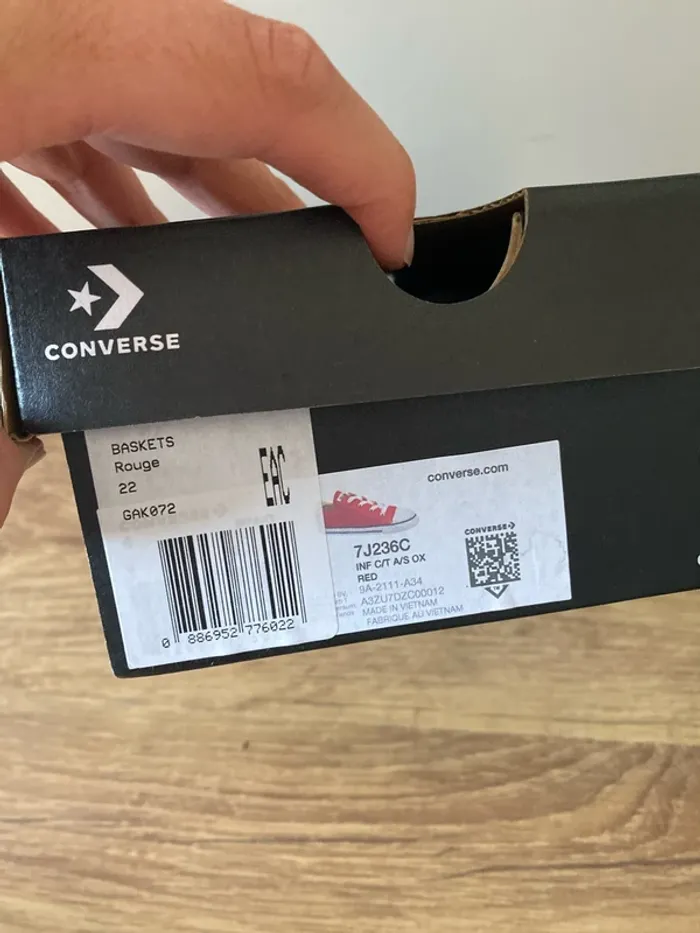 CONVERSE
BASKETS
Rouge
22
GAK072
EAC
0 886952 776022
converse.com
CONVERSE
7J236C
INF C/T A/S OX
RED
9A-2111-A34
A3ZU7DZC00012
MADE IN VIETNAM
FABRIQUE AU VIETNAM